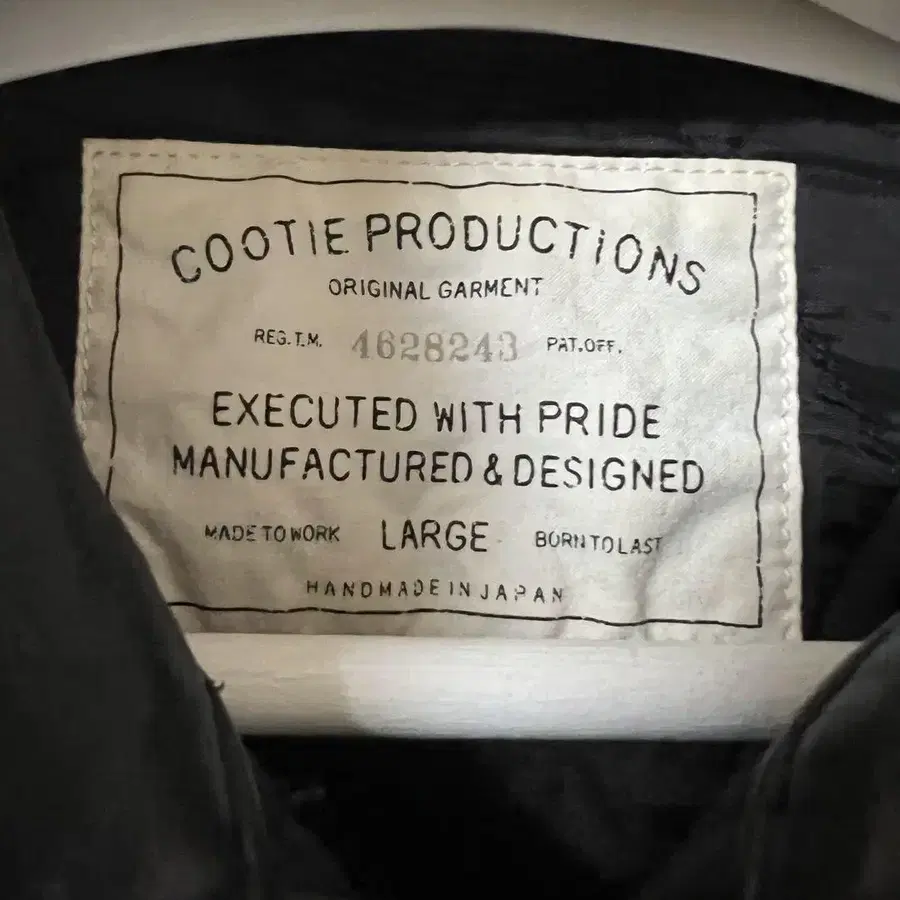 COOTIE PRODUCTIONS
ORIGINAL GARMENT
REG.T.M. 4628243 PAT.OFF.
EXECUTED WITH PRIDE
MANUFACTURED & DESIGNED
MADE TO WORK LARGE BORN TO LAST
HANDMADE IN JAPAN